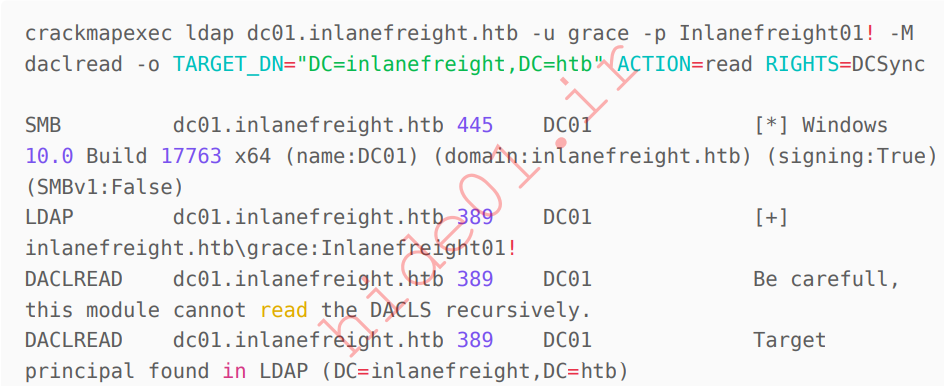 crackmapexec ldap dc01.inlanefreight.htb -u grace -p Inlanefreight01! -M
daclread -o TARGET_DN="DC=inlanefreight,DC=htb" ACTION=read RIGHTS=DCSync
SMB dc01.inlanefreight.htb 445 DC01 [*] Windows
10.0 Build 17763 x64 (name:DC01) (domain:inlanefreight.htb) (signing:True)
(SMBv1:False)
LDAP dc01.inlanefreight.htb 389 DC01 [+]
inlanefreight.htb\grace:Inlanefreight01!
DACLREAD dc01.inlanefreight.htb 389 DC01 Be carefull,
this module cannot read the DACLS recursively.
DACLREAD dc01.inlanefreight.htb 389 DC01 Target
principal found in LDAP (DC=inlanefreight,DC=htb)
hide01.ir